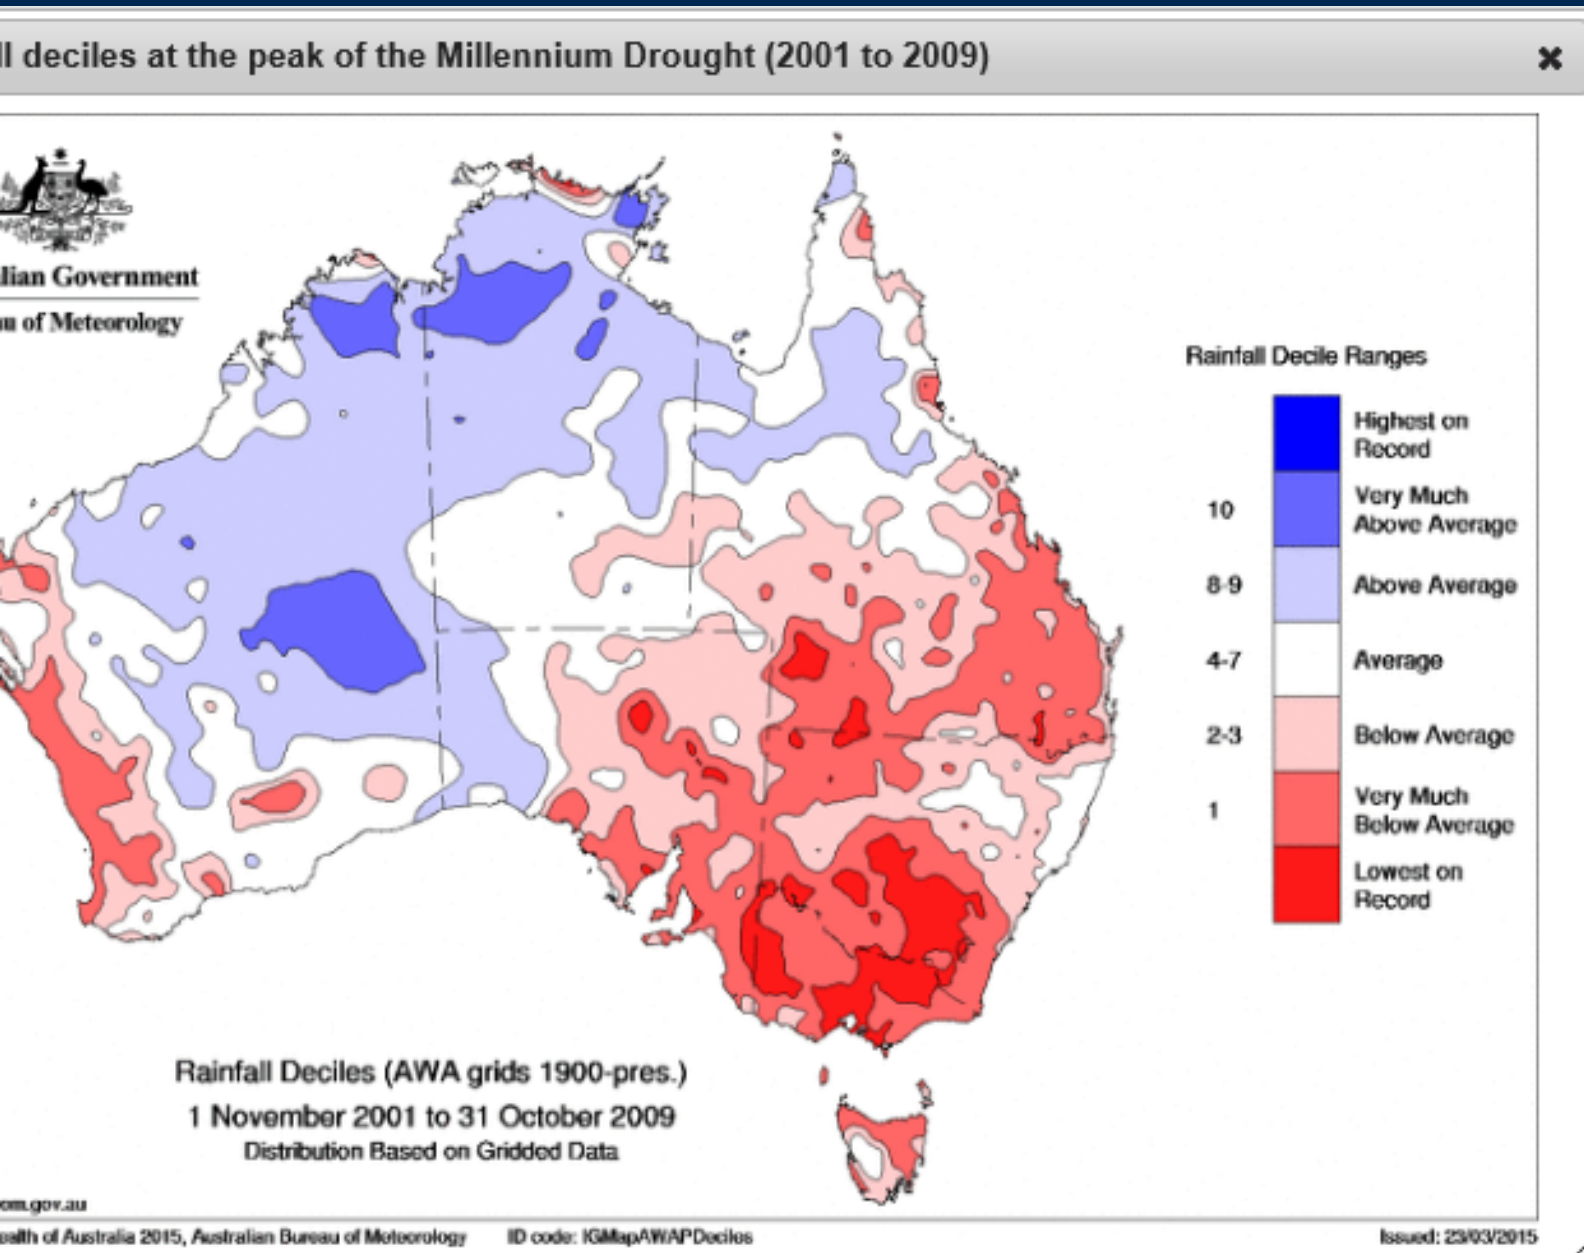 ll deciles at the peak of the Millennium Drought (2001 to 2009)
lian Government
au of Meteorology
Rainfall Decile Ranges
Highest on
Record
10
Very Much
Above Average
8-9
Above Average
4-7
Average
2-3
Below Average
1
Very Much
Below Average
Lowest on
Record
Rainfall Deciles (AWA grids 1900-pres.)
1 November 2001 to 31 October 2009
Distribution Based on Gridded Data
om.gov.au
ealth of Australia 2015, Australian Bureau of Meteorology
ID code: IGMapAWAPDeciles
Issued: 23/03/2015